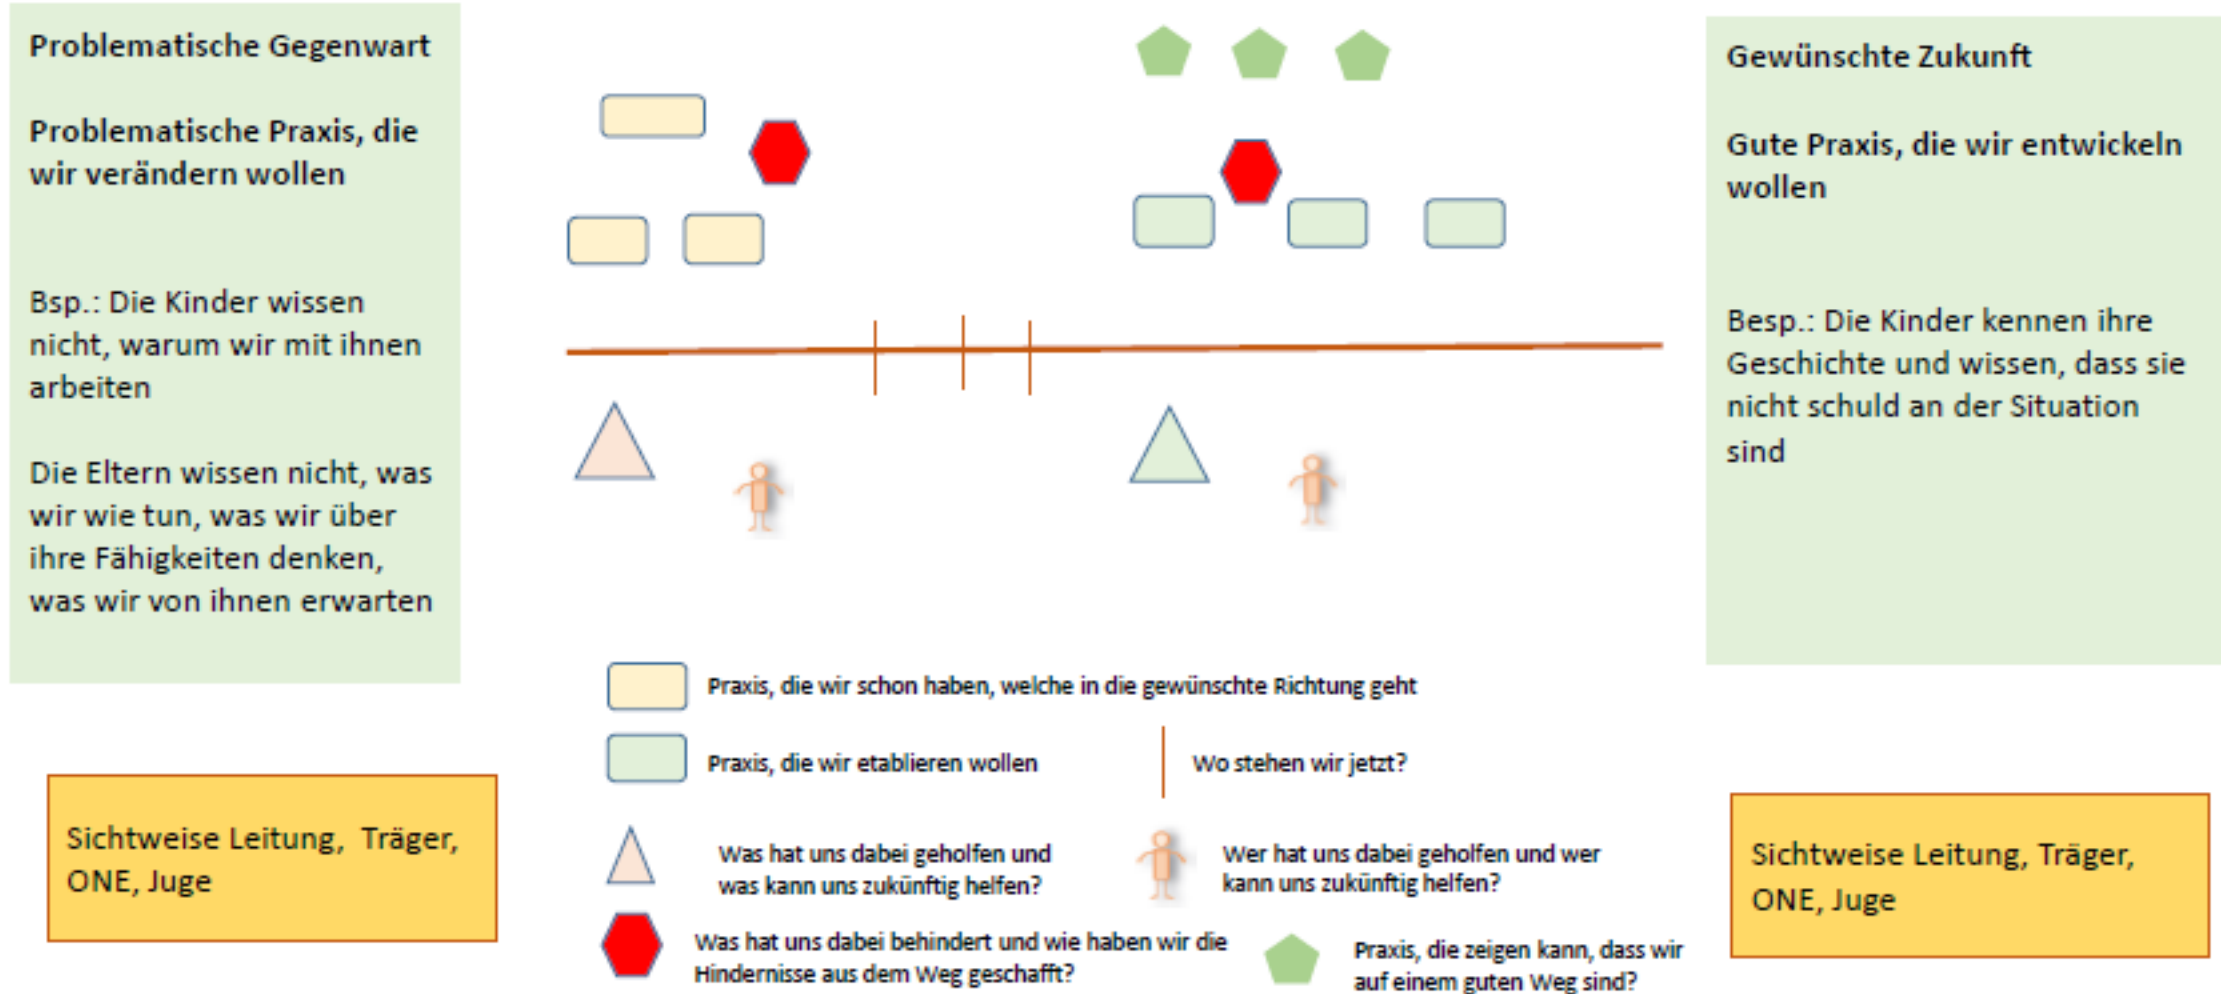 Problematische Gegenwart
Problematische Praxis, die
wir verändern wollen
Bsp.: Die Kinder wissen
nicht, warum wir mit ihnen
arbeiten
Die Eltern wissen nicht, was
wir wie tun, was wir über
ihre Fähigkeiten denken,
was wir von ihnen erwarten
Gewünschte Zukunft
Gute Praxis, die wir entwickeln
wollen
Besp.: Die Kinder kennen ihre
Geschichte und wissen, dass sie
nicht schuld an der Situation
sind
Praxis, die wir schon haben, welche in die gewünschte Richtung geht
Praxis, die wir etablieren wollen
Wo stehen wir jetzt?
Was hat uns dabei geholfen und
was kann uns zukünftig helfen?
Wer hat uns dabei geholfen und wer
kann uns zukünftig helfen?
Was hat uns dabei behindert und wie haben wir die
Hindernisse aus dem Weg geschafft?
Praxis, die zeigen kann, dass wir
auf einem guten Weg sind?
Sichtweise Leitung, Träger,
ONE, Juge
Sichtweise Leitung, Träger,
ONE, Juge